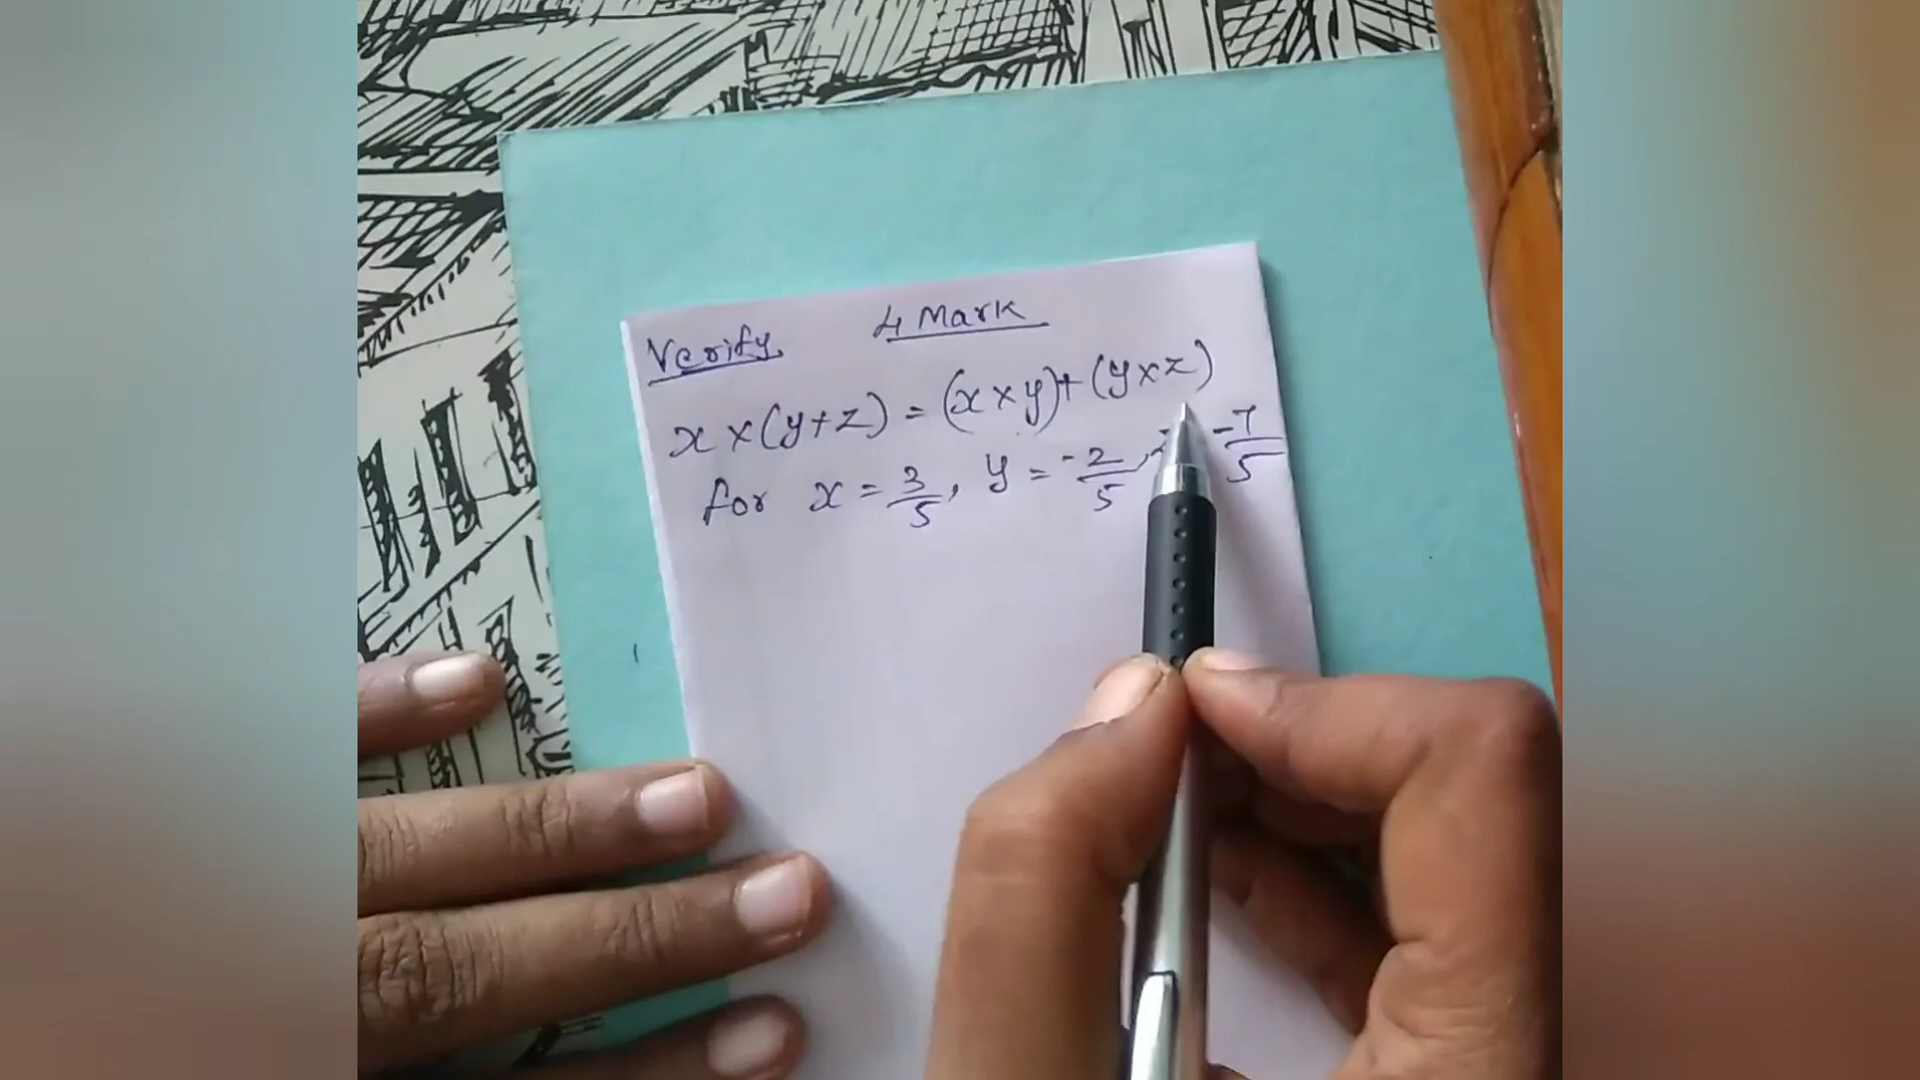 Verify 4 Mark
x × (y+z) = (x × y) + (y × z)
for x = 3/5, y = -2/5, -7/5